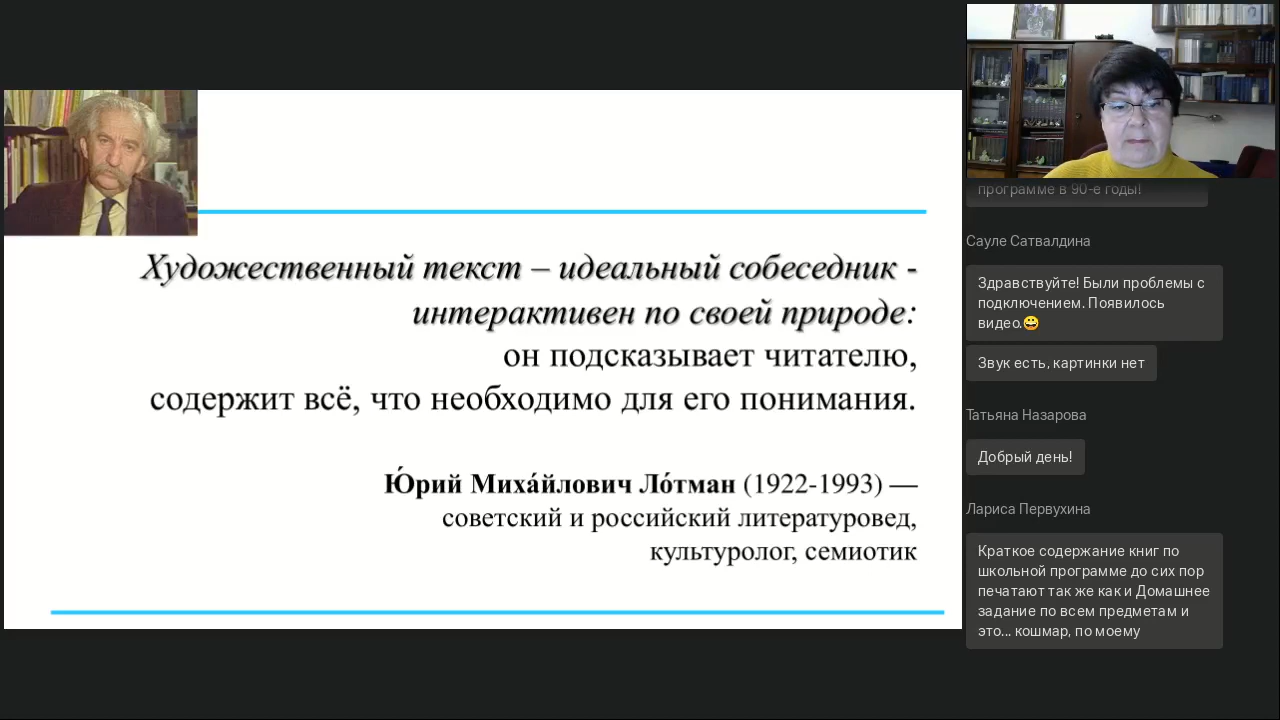 Художественный текст – идеальный собеседник -
интерактивен по своей природе:
он подсказывает читателю,
содержит всё, что необходимо для его понимания.
Ю́рий Миха́йлович Ло́тман (1922-1993) —
советский и российский литературовед,
культуролог, семиотик
программе в 90-е годы!
Сауле Сатвалдина
Здравствуйте! Были проблемы с
подключением. Появилось
видео.😀
Звук есть, картинки нет
Татьяна Назарова
Добрый день!
Лариса Первухина
Краткое содержание книг по
школьной программе до сих пор
печатают так же как и Домашнее
задание по всем предметам и
это... кошмар, по моему